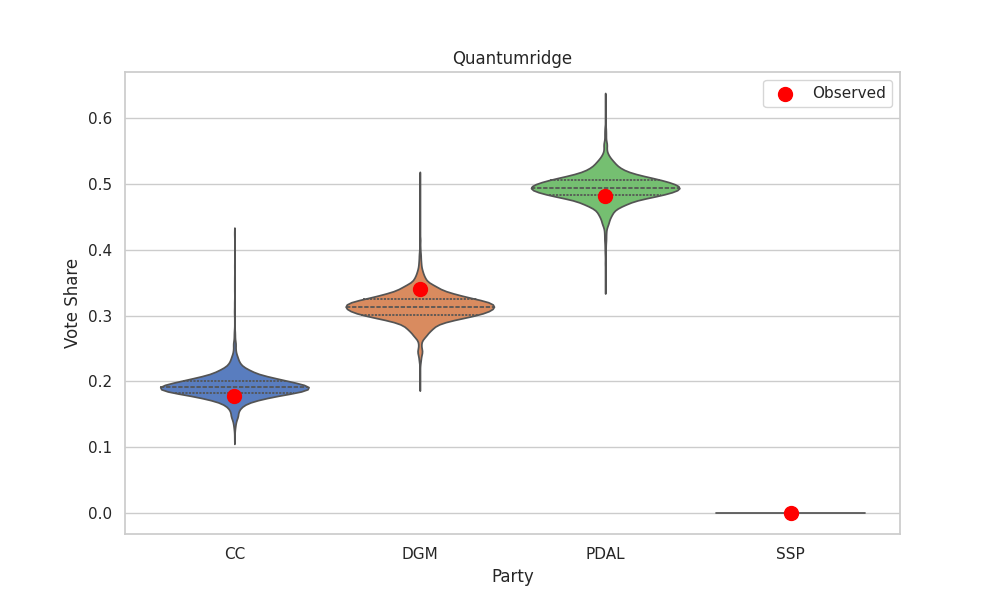 Quantumridge
Observed
Vote Share
0.6
0.5
0.4
0.3
0.2
0.1
0.0
CC DGM PDAL SSP
Party